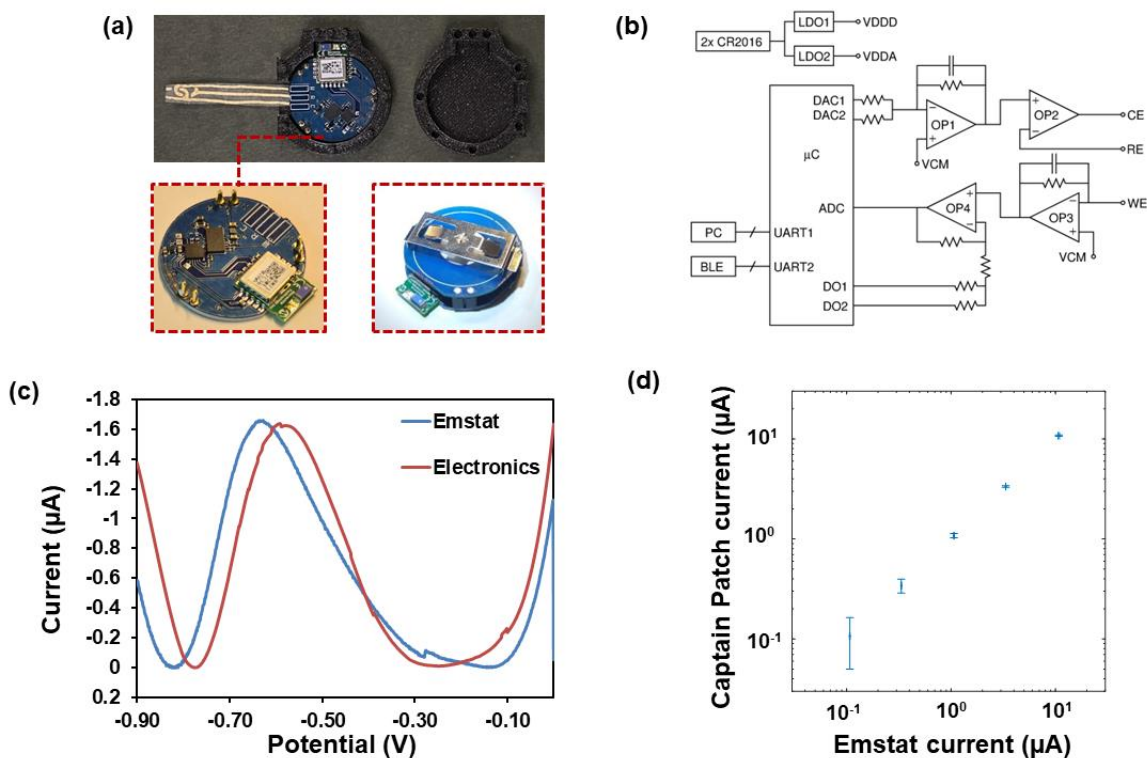 (a)
(b)
2x CR2016
LDO1
VDDD
LDO2
VDDA
DAC1
DAC2
OP1
OP2
CE
RE
VCM
µC
ADC
OP4
OP3
WE
VCM
PC
UART1
BLE
UART2
DO1
DO2
(c)
-1.8
-1.6
-1.4
-1.2
-1
-0.8
-0.6
-0.4
-0.2
0
0.2
Current (µA)
Emstat
Electronics
-0.90
-0.70
-0.50
-0.30
-0.10
Potential (V)
(d)
Captain Patch current (µA)
10¹
10⁰
10⁻¹
10⁻¹
10⁰
10¹
Emstat current (µA)